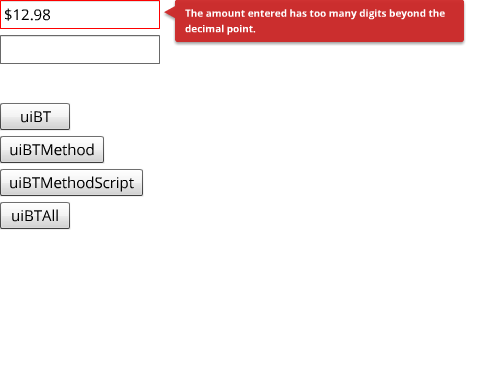 $12.98
The amount entered has too many digits beyond the
decimal point.
uiBT
uiBTMethod
uiBTMethodScript
uiBTAll